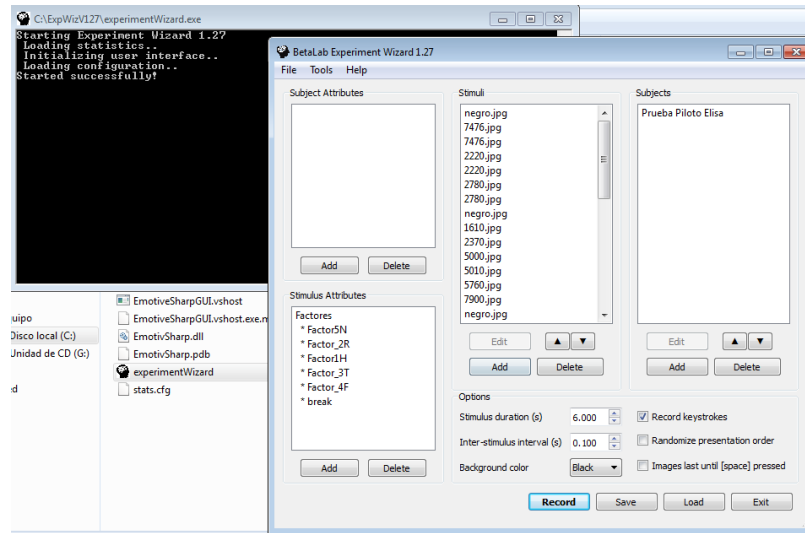 C:\ExpWizV127\experimentWizard.exe
Starting Experiment Wizard 1.27
Loading statistics..
Initializing user interface..
Loading configuration..
Started successfully!
uipo
Disco local (C:)
Unidad de CD (G:)
ed
EmotiveSharpGUI.vshost
EmotiveSharpGUI.vshost.exe.m
EmotivSharp.dll
EmotivSharp.pdb
experimentWizard
stats.cfg
BetaLab Experiment Wizard 1.27
File Tools Help
Subject Attributes
Add Delete
Stimulus Attributes
Factores
* Factor5N
* Factor_2R
* Factor1H
* Factor_3T
* Factor_4F
* break
Add Delete
Stimuli
negro.jpg
7476.jpg
7476.jpg
2220.jpg
2220.jpg
2780.jpg
2780.jpg
negro.jpg
1610.jpg
2370.jpg
5000.jpg
5010.jpg
5760.jpg
7900.jpg
negro.jpg
Edit
Add Delete
Subjects
Prueba Piloto Elisa
Edit
Add Delete
Options
Stimulus duration (s) 6.000
Inter-stimulus interval (s) 0.100
Background color Black
Record keystrokes
Randomize presentation order
Images last until [space] pressed
Record Save Load Exit